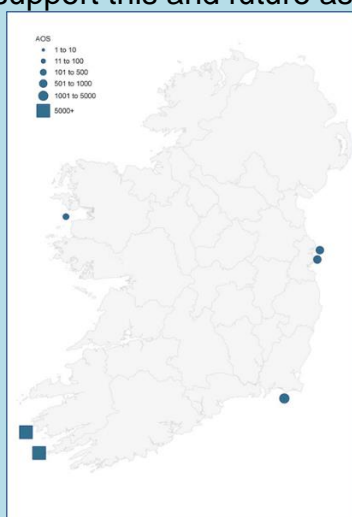 support this and future as
AOS
1 to 10
11 to 100
101 to 500
501 to 1000
1001 to 5000
5000+